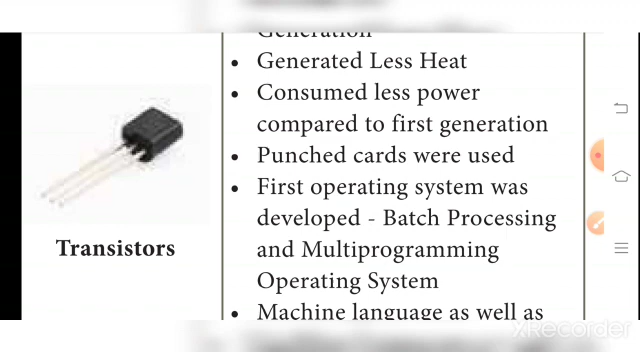 Generation
• Generated Less Heat
• Consumed less power
compared to first generation
• Punched cards were used
• First operating system was
developed - Batch Processing
and Multiprogramming
Operating System
• Machine language as well as
Transistors
XRecorder